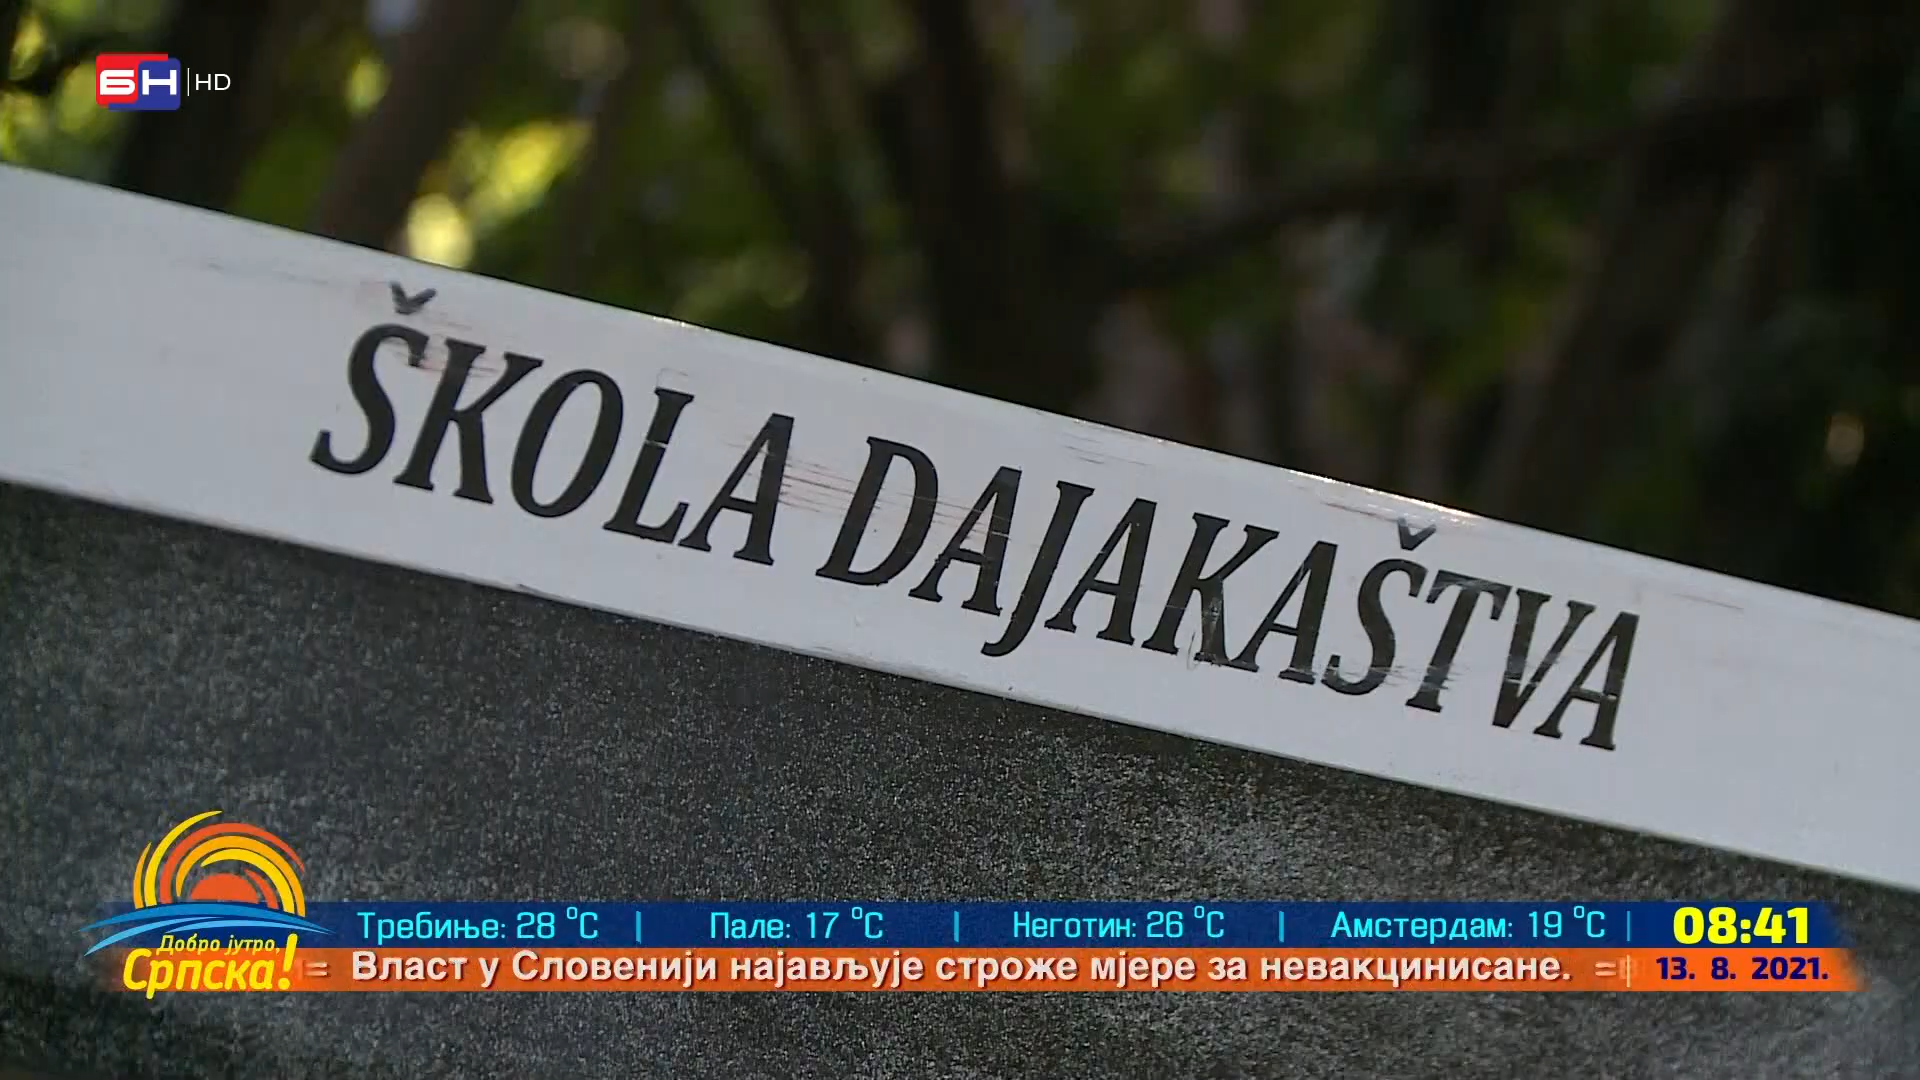 БН HD
ŠKOLA DAJAKAŠTVA
Требиње: 28 °C | Пале: 17 °C | Неготин: 26 °C | Амстердам: 19 °C | 08:41
Добро јутро,
Српска!
= Власт у Словенији најављује строже мјере за невакцинисане. = 13. 8. 2021.